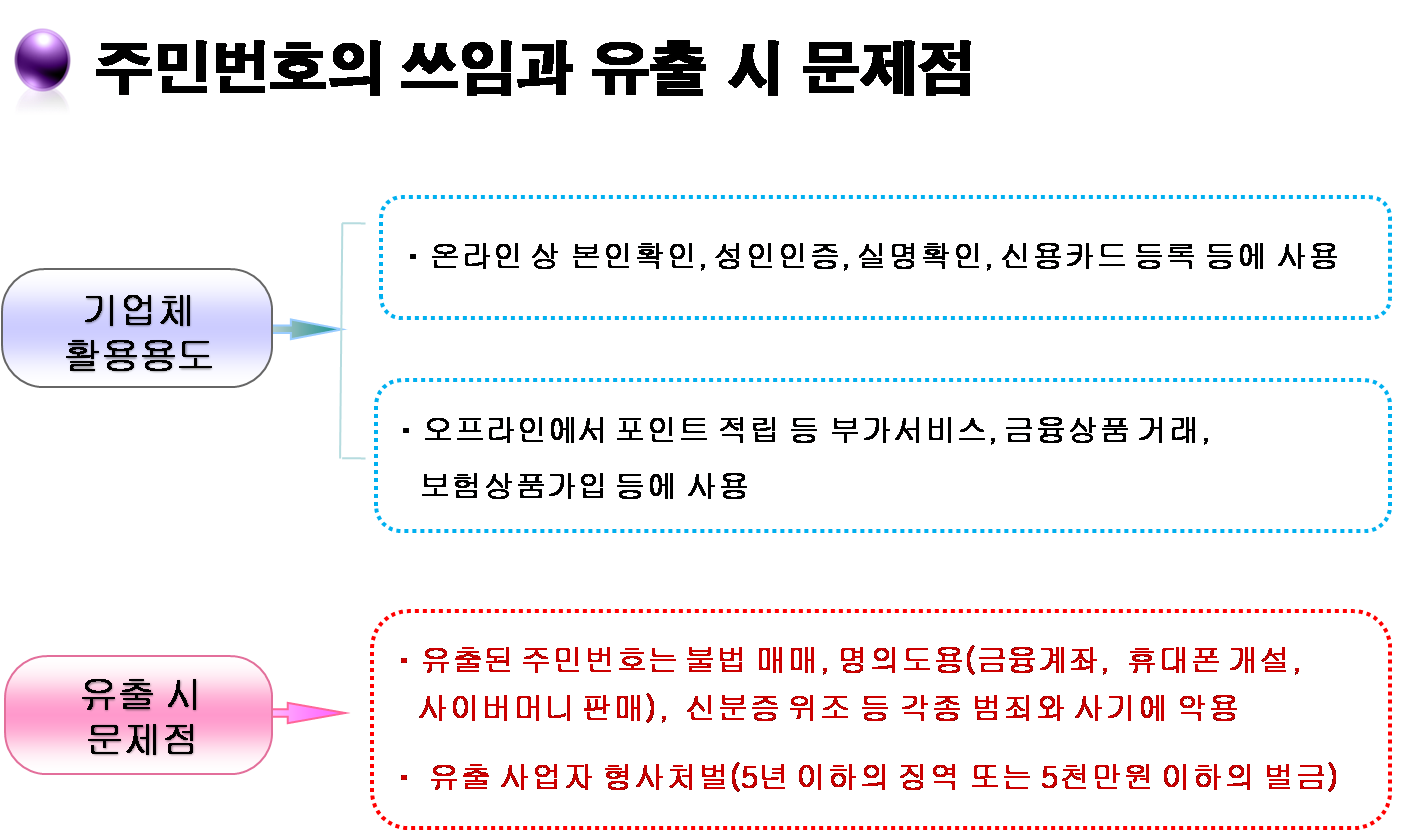 주민번호의 쓰임과 유출 시 문제점
기업체
활용용도
· 온라인 상 본인확인, 성인인증, 실명확인, 신용카드 등록 등에 사용
· 오프라인에서 포인트 적립 등 부가서비스, 금융상품 거래,
보험상품가입 등에 사용
유출 시
문제점
· 유출된 주민번호는 불법 매매, 명의도용(금융계좌, 휴대폰 개설,
사이버머니 판매), 신분증 위조 등 각종 범죄와 사기에 악용
· 유출 사업자 형사처벌(5년 이하의 징역 또는 5천만원 이하의 벌금)